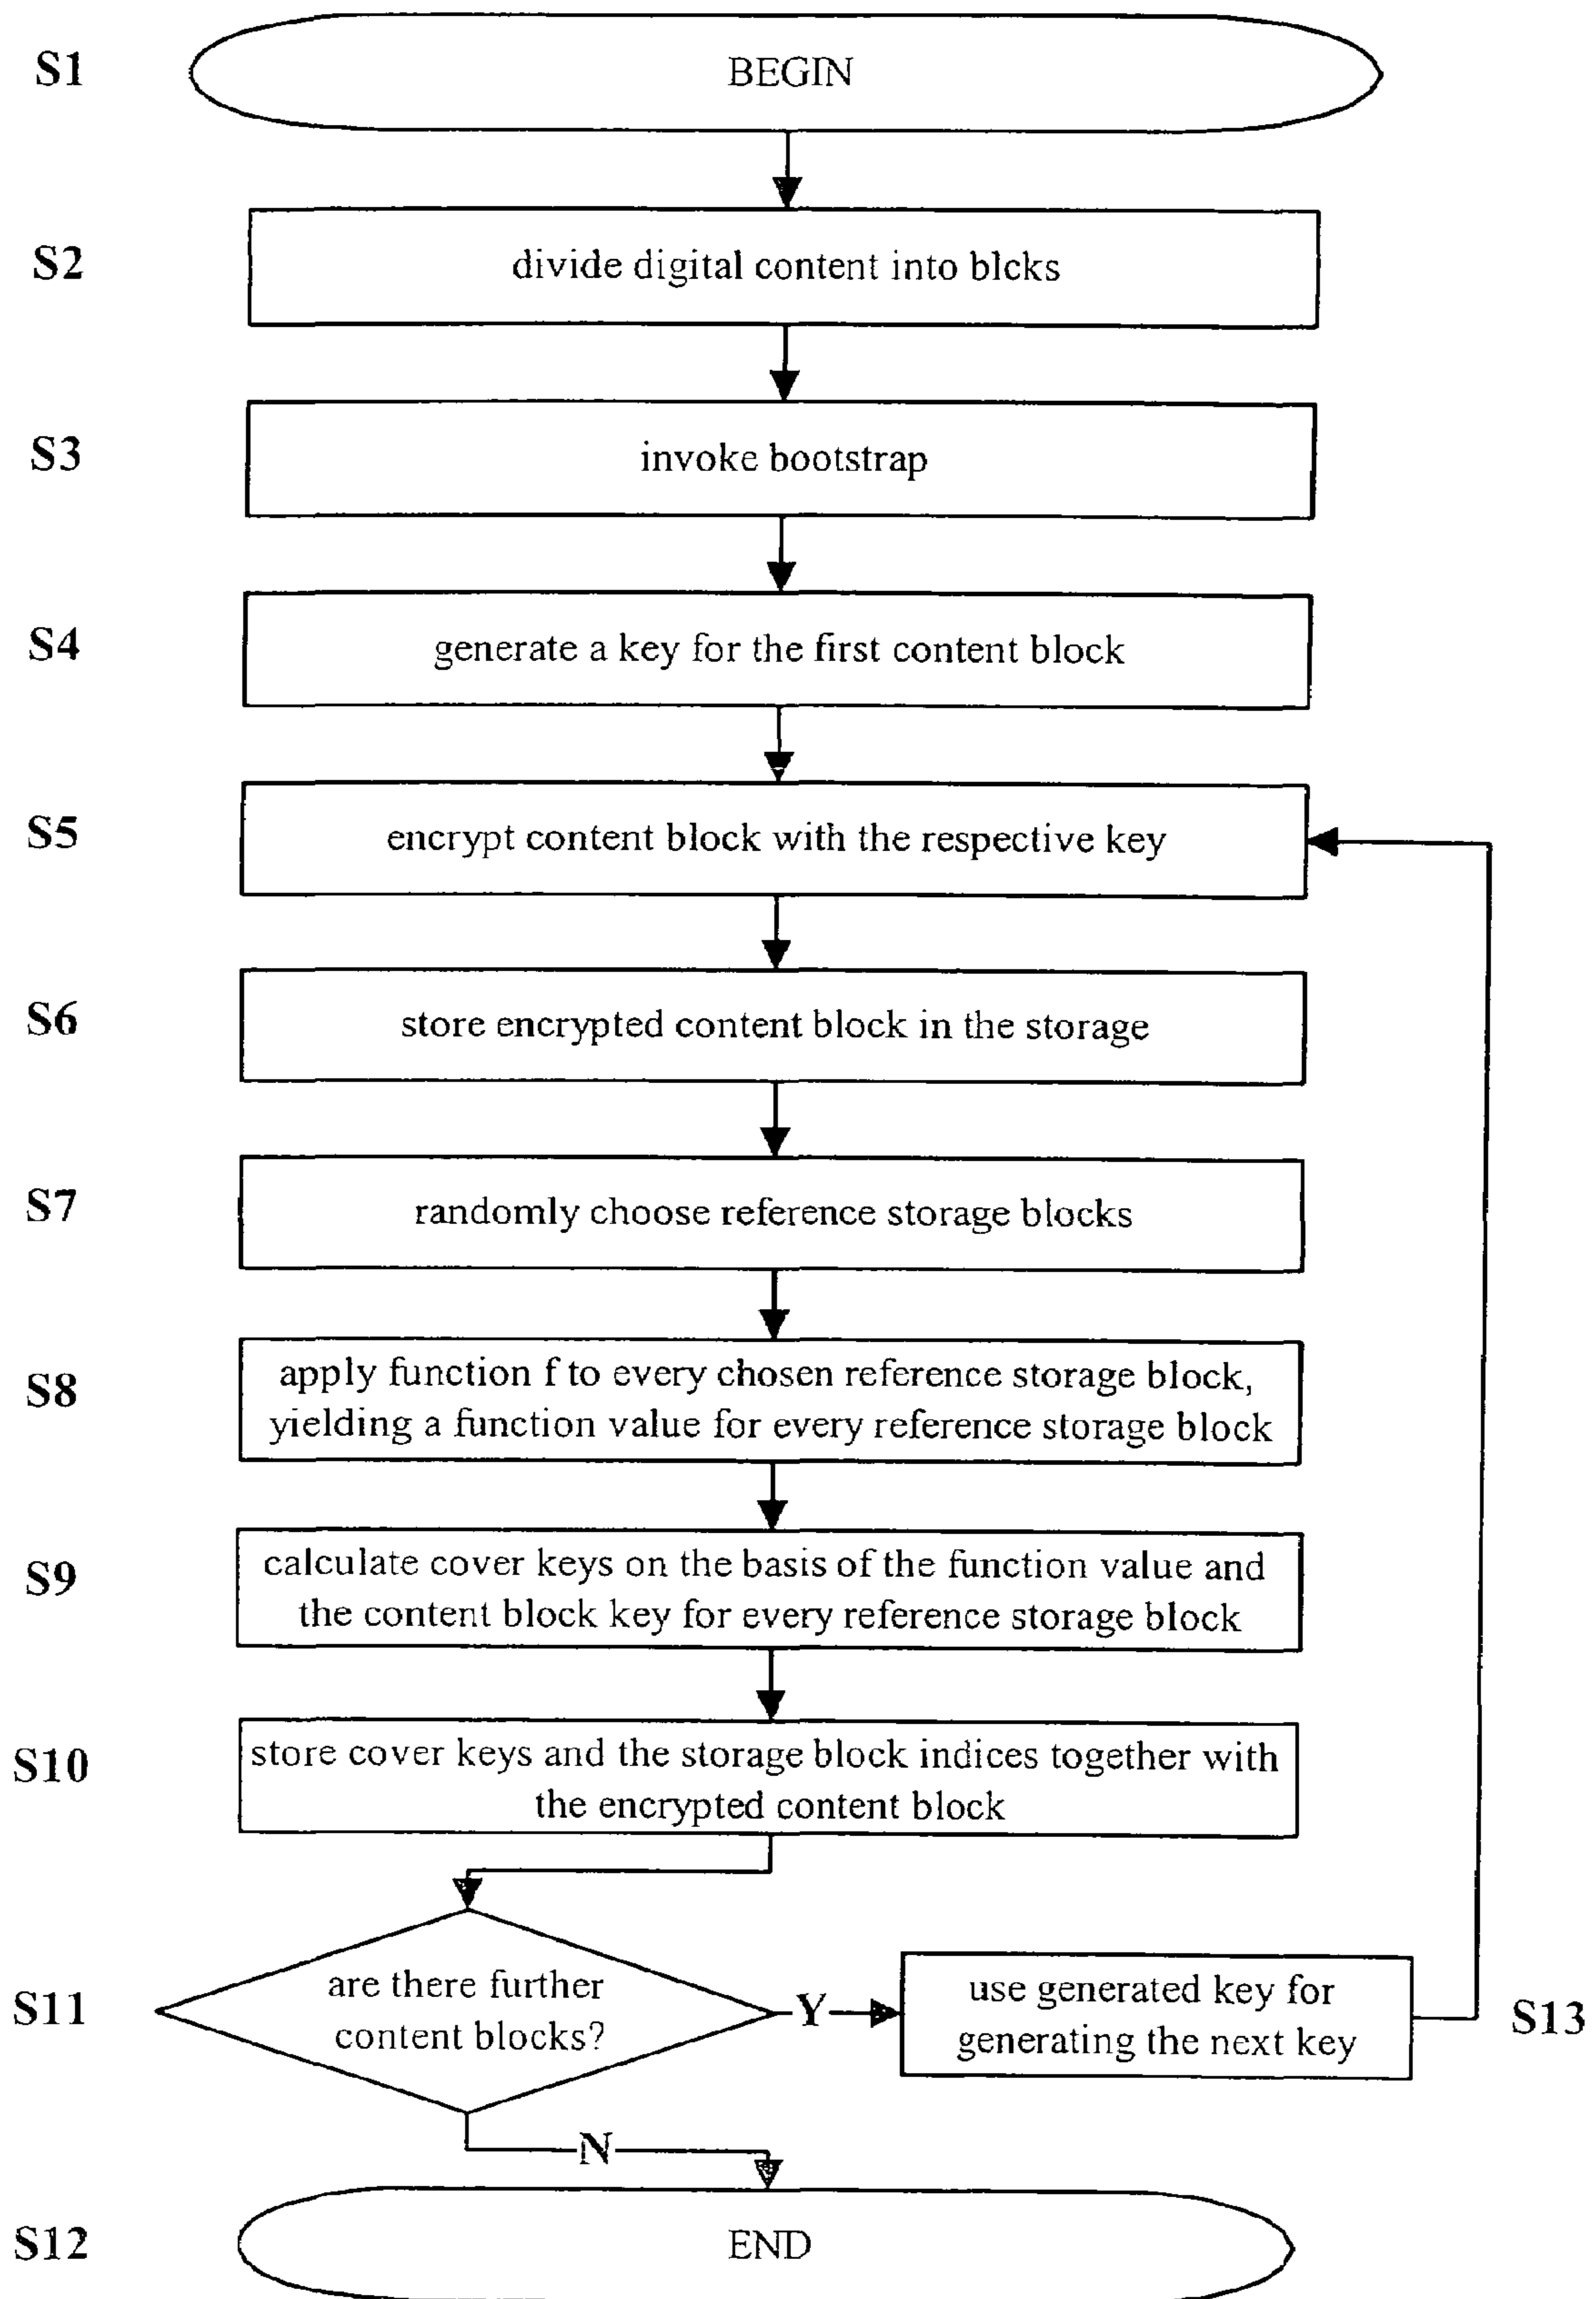 S1
BEGIN
S2
divide digital content into blcks
S3
invoke bootstrap
S4
generate a key for the first content block
S5
encrypt content block with the respective key
S6
store encrypted content block in the storage
S7
randomly choose reference storage blocks
S8
apply function f to every chosen reference storage block,
yielding a function value for every reference storage block
S9
calculate cover keys on the basis of the function value and
the content block key for every reference storage block
S10
store cover keys and the storage block indices together with
the encrypted content block
S11
are there further
content blocks?
Y
use generated key for
generating the next key
S13
N
S12
END